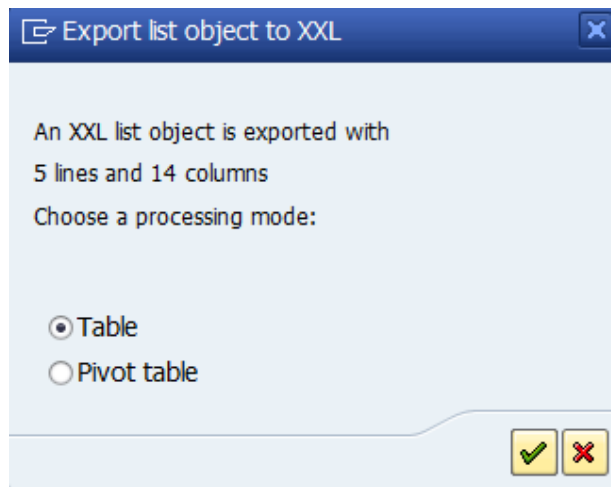 Export list object to XXL
An XXL list object is exported with
5 lines and 14 columns
Choose a processing mode:
Table
Pivot table